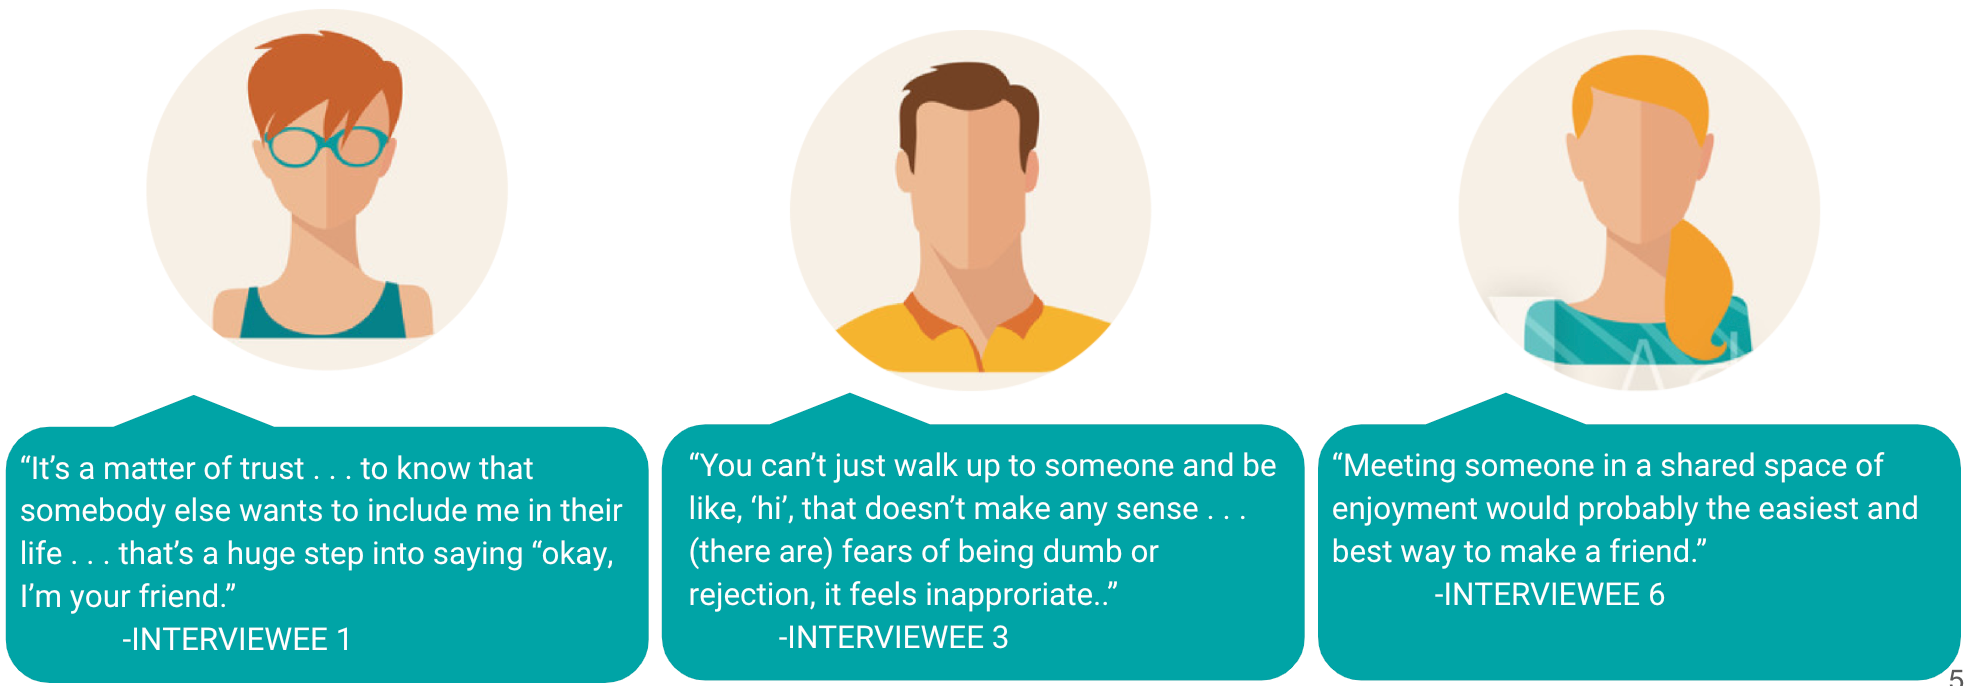 “It’s a matter of trust . . . to know that
somebody else wants to include me in their
life . . . that’s a huge step into saying “okay,
I’m your friend.”
-INTERVIEWEE 1
“You can’t just walk up to someone and be
like, ‘hi’, that doesn’t make any sense . . .
(there are) fears of being dumb or
rejection, it feels inapproriate..”
-INTERVIEWEE 3
“Meeting someone in a shared space of
enjoyment would probably the easiest and
best way to make a friend.”
-INTERVIEWEE 6
5